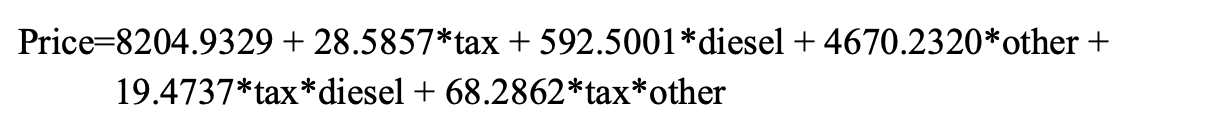 Price=8204.9329 + 28.5857*tax + 592.5001*diesel + 4670.2320*other +
19.4737*tax*diesel + 68.2862*tax*other